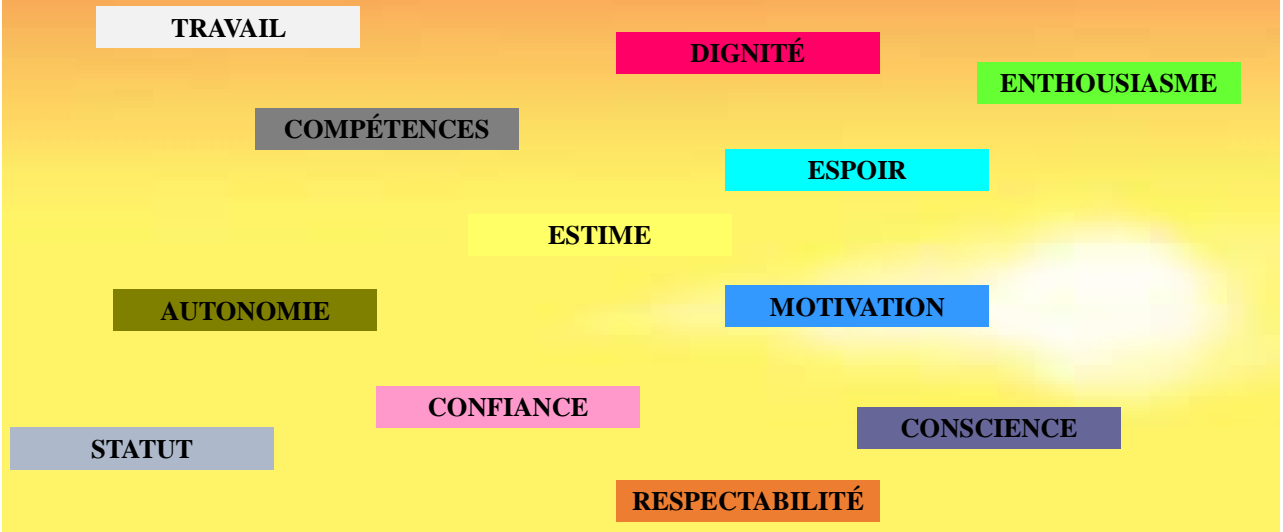 TRAVAIL
DIGNITÉ
ENTHOUSIASME
COMPÉTENCES
ESPOIR
ESTIME
AUTONOMIE
MOTIVATION
CONFIANCE
CONSCIENCE
STATUT
RESPECTABILITÉ